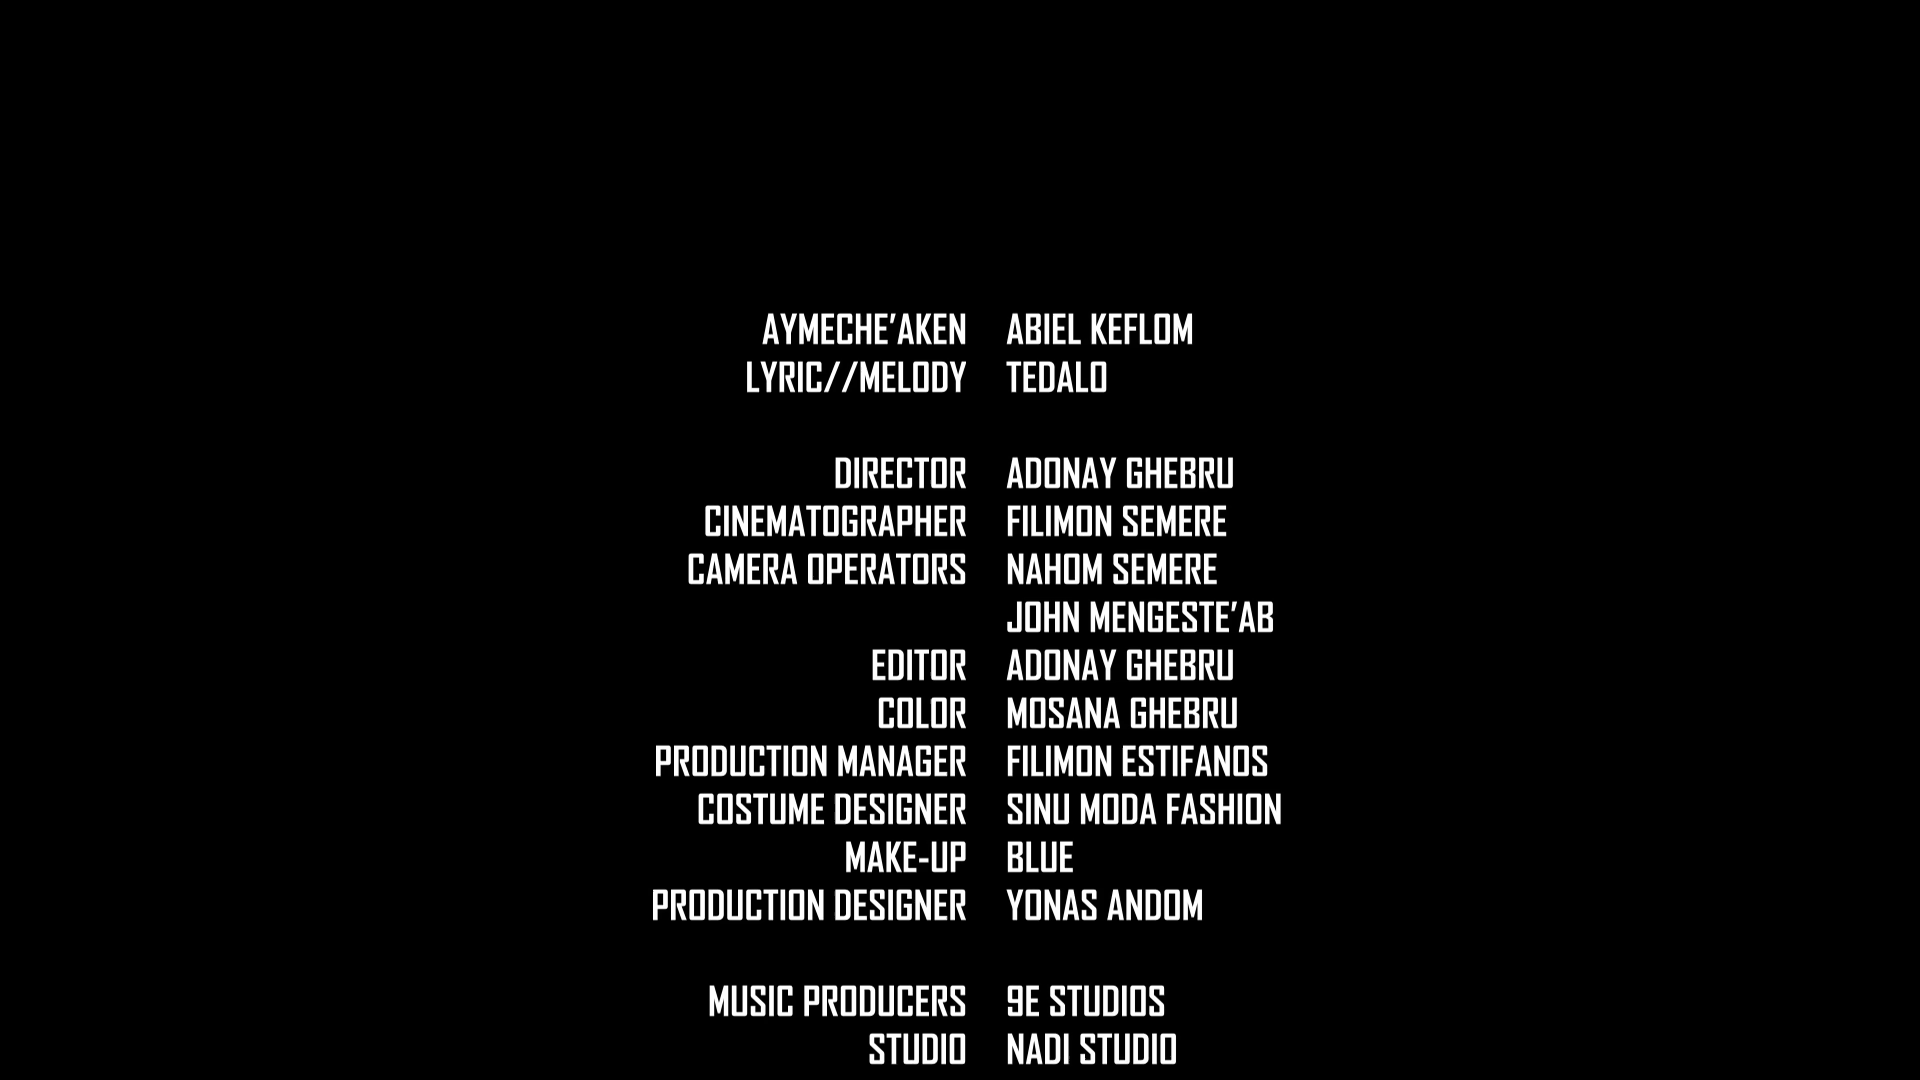 AYMECHE’AKEN ABIEL KEFLOM
LYRIC//MELODY TEDALO
DIRECTOR ADONAY GHEBRU
CINEMATOGRAPHER FILIMON SEMERE
CAMERA OPERATORS NAHOM SEMERE
JOHN MENGESTE’AB
EDITOR ADONAY GHEBRU
COLOR MOSANA GHEBRU
PRODUCTION MANAGER FILIMON ESTIFANOS
COSTUME DESIGNER SINU MODA FASHION
MAKE-UP BLUE
PRODUCTION DESIGNER YONAS ANDOM
MUSIC PRODUCERS 9E STUDIOS
STUDIO NADI STUDIO